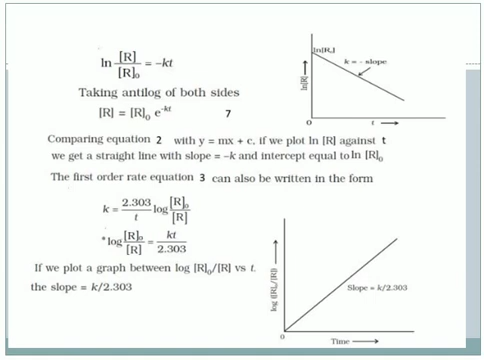 ln [R]/[R]₀ = –kt
Taking antilog of both sides
[R] = [R]₀ e⁻ᵏᵗ 7
ln[R₀]
k = - slope
ln[R]
0
t
Comparing equation 2 with y = mx + c, if we plot ln [R] against t
we get a straight line with slope = –k and intercept equal to ln [R]₀
The first order rate equation 3 can also be written in the form
k = 2.303/t log [R]₀/[R]
*log [R]₀/[R] = kt/2.303
If we plot a graph between log [R]₀/[R] vs t.
the slope = k/2.303
log ([R]₀/[R])
Slope = k/2.303
0
Time